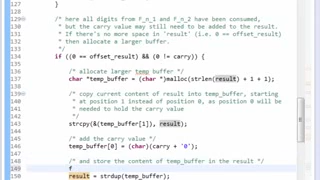 127 }
128
129 /* here all digits from F_n_1 and F_n_2 have been consumed,
130 but the carry value may still need to be added to the result.
131 If there's no more space in 'result' (i.e. 0 == offset_result)
132 then allocate a larger buffer.
133 */
134 if ((0 == offset_result) && (0 != carry)) {
135
136 /* allocate larger temp buffer */
137 char *temp_buffer = (char *)malloc(strlen(result) + 1 + 1);
138
139 /* copy current content of result into temp_buffer, starting
140 at position 1 instead of position 0, as position 0 will be
141 needed to hold the carry value
142 */
143 strcpy(&(temp_buffer[1]), result);
144
145 /* add the carry value */
146 temp_buffer[0] = (char)(carry + '0');
147
148 /* and store the content of temp_buffer in the result */
149 f
150 result = strdup(temp_buffer);